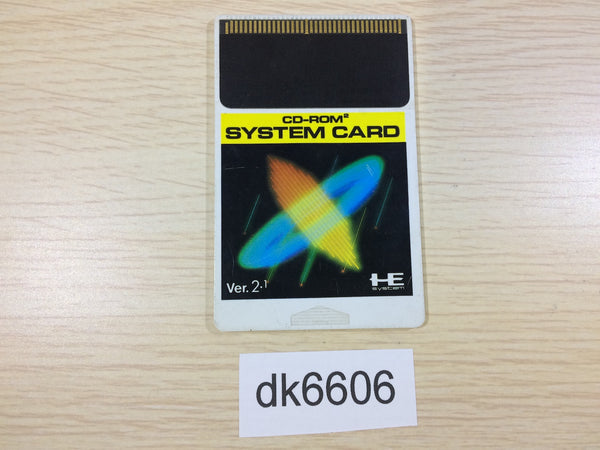 CD-ROM²
SYSTEM CARD
Ver. 2.1
HE
system
dk6606